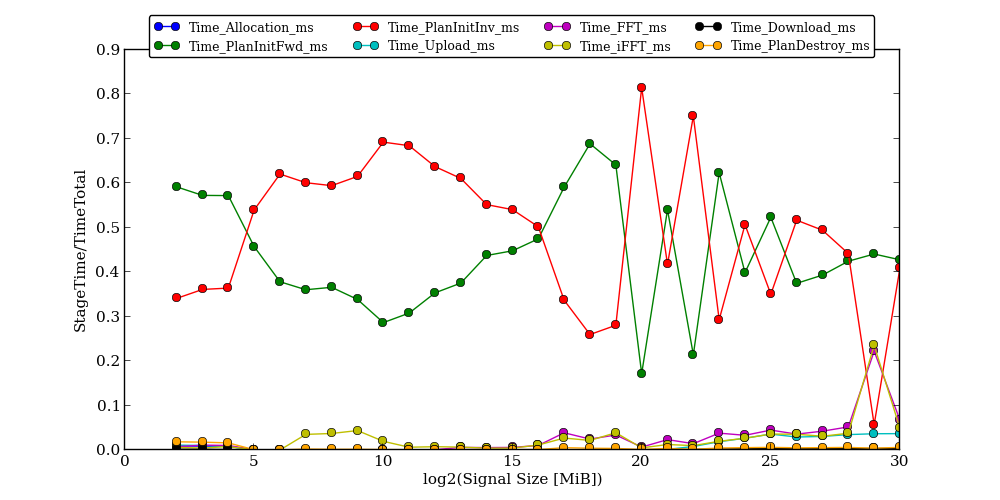 Time_Allocation_ms Time_PlanInitInv_ms Time_FFT_ms Time_Download_ms
Time_PlanInitFwd_ms Time_Upload_ms Time_iFFT_ms Time_PlanDestroy_ms
0.9
0.8
0.7
0.6
0.5
0.4
0.3
0.2
0.1
0.0
StageTime/TimeTotal
0 5 10 15 20 25 30
log2(Signal Size [MiB])